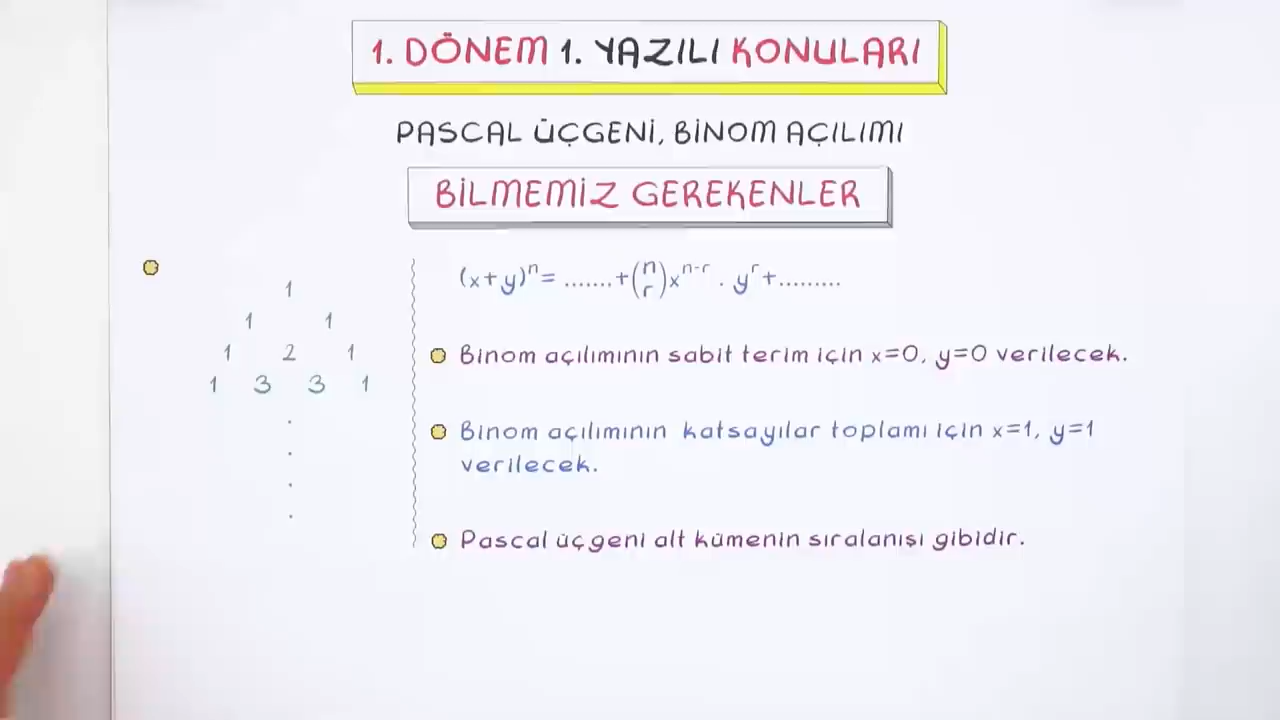 1. DÖNEM 1. YAZILI KONULARI
PASCAL ÜÇGENİ, BİNOM AÇILIMI
BİLMEMİZ GEREKENLER
1
1 1
1 2 1
1 3 3 1
(x+y)ⁿ= .......+(n r)xⁿ⁻ʳ . yʳ+.........
Binom açılımının sabit terim için x=0, y=0 verilecek.
Binom açılımının katsayılar toplamı için x=1, y=1
verilecek.
Pascal üçgeni alt kümenin sıralanışı gibidir.